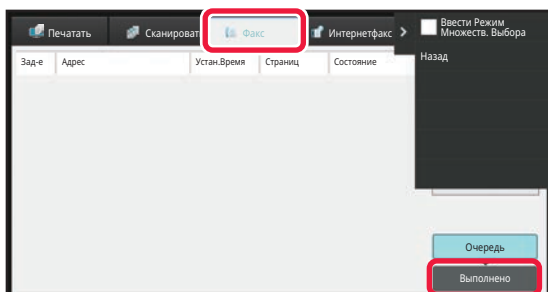 Печатать
Сканироват
Факс
Интернетфакс
Ввести Режим
Множеств. Выбора
Назад
Зад-е
Адрес
Устан.Время
Страниц
Состояние
Очередь
Выполнено